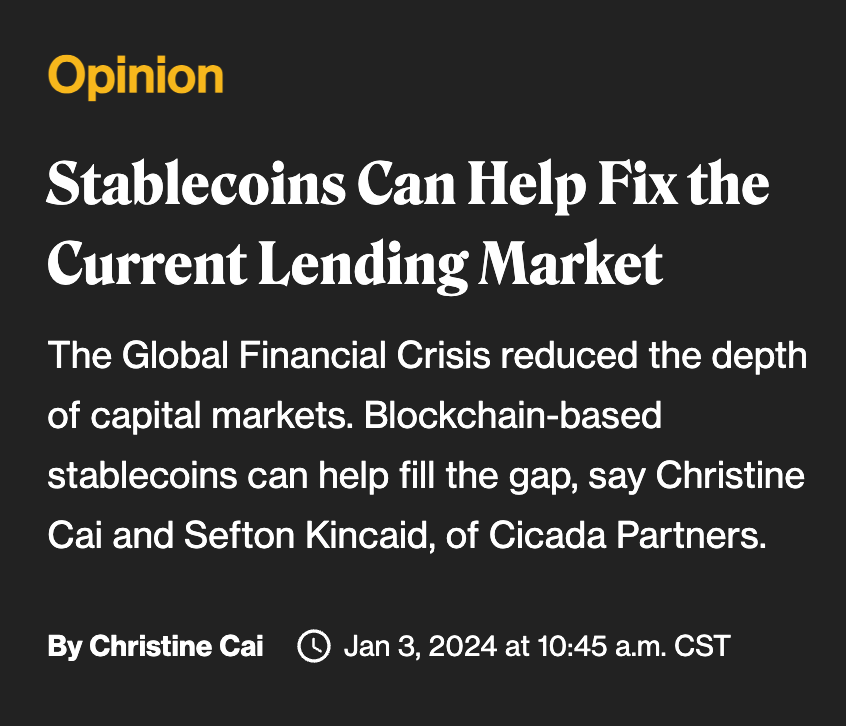 Opinion
Stablecoins Can Help Fix the
Current Lending Market
The Global Financial Crisis reduced the depth
of capital markets. Blockchain-based
stablecoins can help fill the gap, say Christine
Cai and Sefton Kincaid, of Cicada Partners.
By Christine Cai Jan 3, 2024 at 10:45 a.m. CST